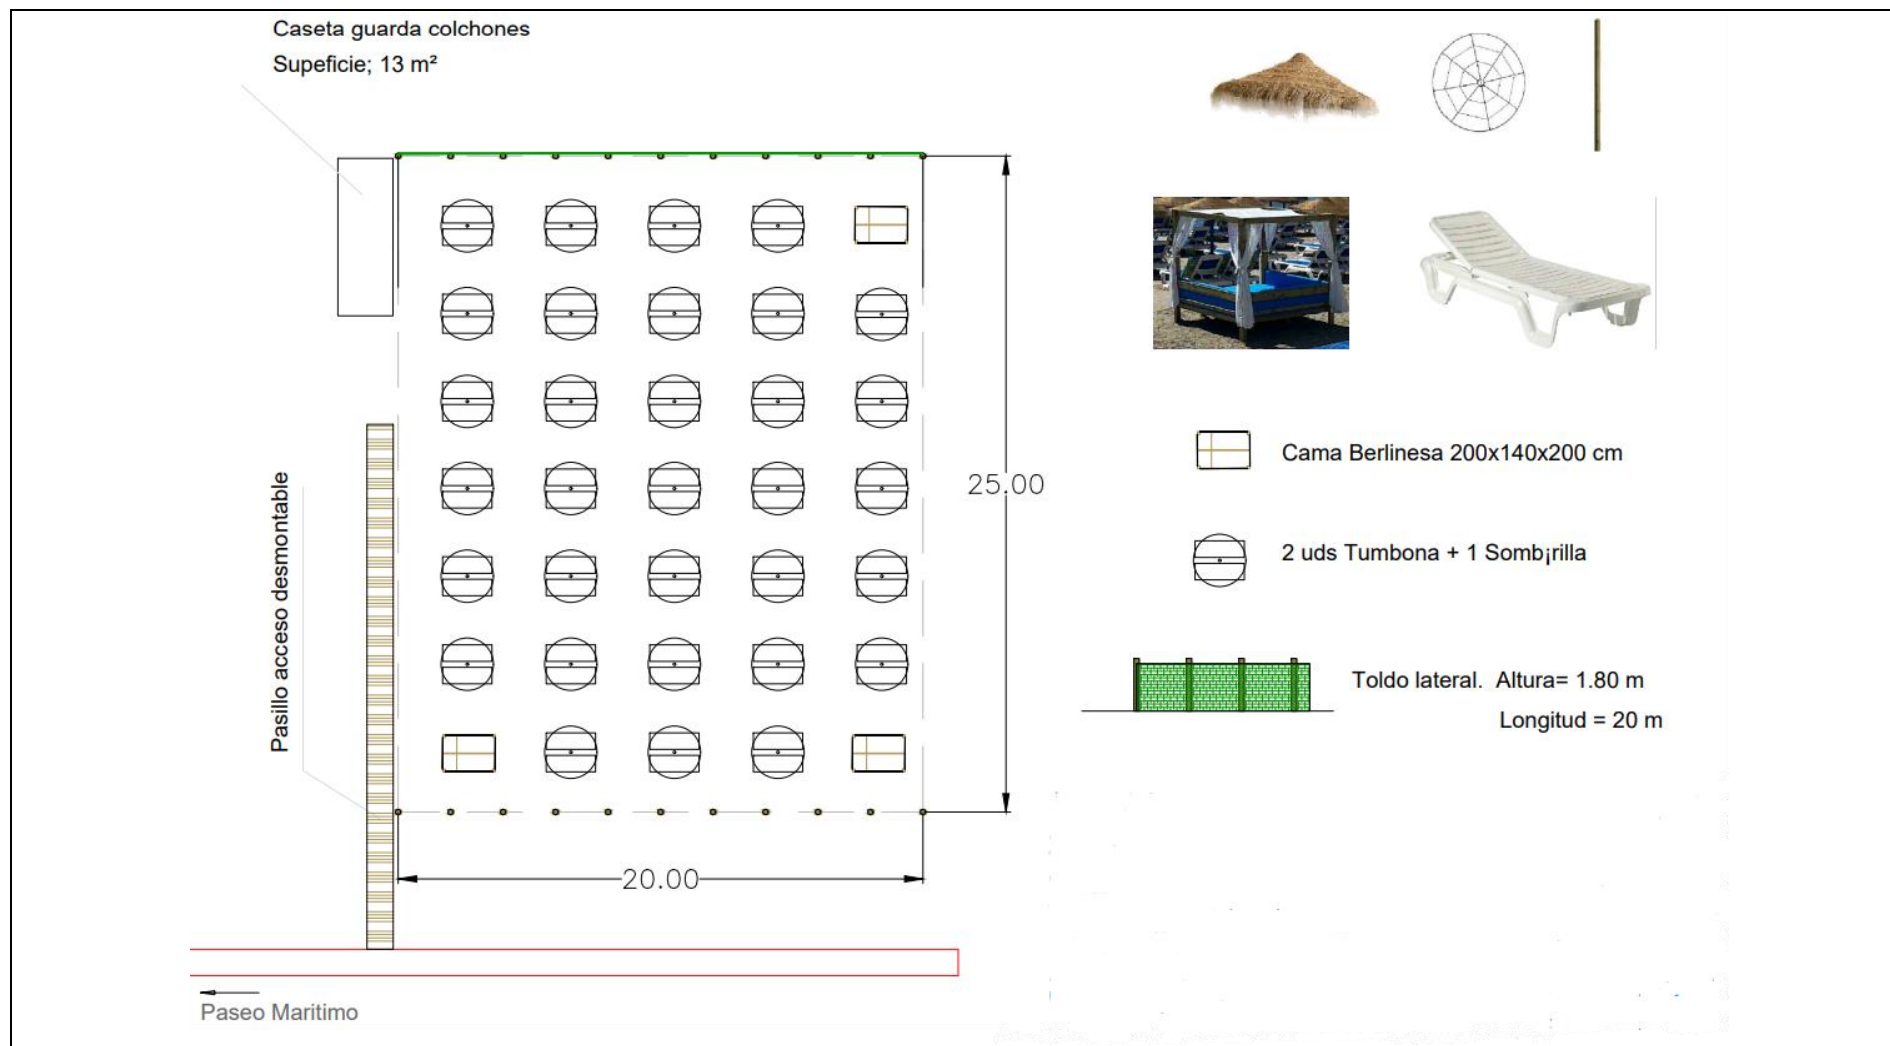 Caseta guarda colchones
Supeficie; 13 m²
25.00
Pasillo acceso desmontable
20.00
Paseo Maritimo
Cama Berlinesa 200x140x200 cm
2 uds Tumbona + 1 Somb¡rilla
Toldo lateral. Altura= 1.80 m
Longitud = 20 m